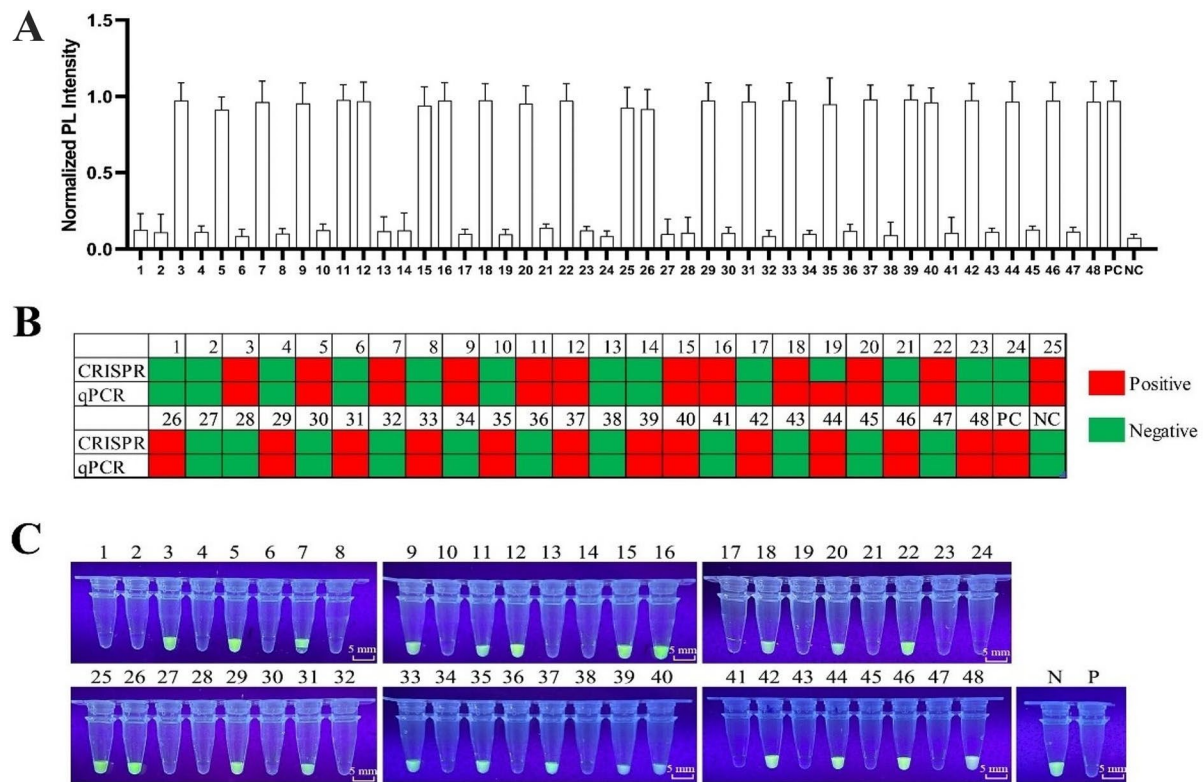 A
1.5
1.0
0.5
0.0
Normalized PL Intensity
1 2 3 4 5 6 7 8 9 10 11 12 13 14 15 16 17 18 19 20 21 22 23 24 25 26 27 28 29 30 31 32 33 34 35 36 37 38 39 40 41 42 43 44 45 46 47 48 PC NC
B
1 2 3 4 5 6 7 8 9 10 11 12 13 14 15 16 17 18 19 20 21 22 23 24 25
CRISPR
qPCR
26 27 28 29 30 31 32 33 34 35 36 37 38 39 40 41 42 43 44 45 46 47 48 PC NC
CRISPR
qPCR
Positive
Negative
C
1 2 3 4 5 6 7 8
5 mm
9 10 11 12 13 14 15 16
5 mm
17 18 19 20 21 22 23 24
5 mm
25 26 27 28 29 30 31 32
5 mm
33 34 35 36 37 38 39 40
5 mm
41 42 43 44 45 46 47 48
5 mm
N P
5 mm